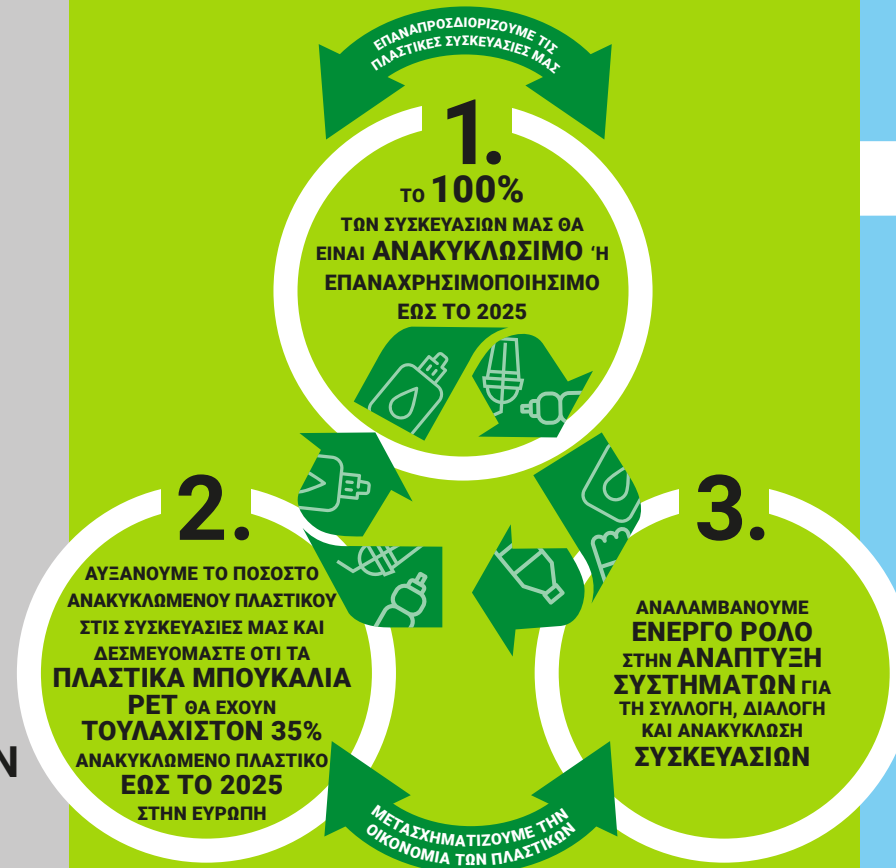 ΕΠΑΝΑΠΡΟΣΔΙΟΡΙΖΟΥΜΕ ΤΙΣ
ΠΛΑΣΤΙΚΕΣ ΣΥΣΚΕΥΑΣΙΕΣ ΜΑΣ
1.
ΤΟ 100%
ΤΩΝ ΣΥΣΚΕΥΑΣΙΩΝ ΜΑΣ ΘΑ
ΕΙΝΑΙ ΑΝΑΚΥΚΛΩΣΙΜΟ ‘Η
ΕΠΑΝΑΧΡΗΣΙΜΟΠΟΙΗΣΙΜΟ
ΕΩΣ ΤΟ 2025
2.
ΑΥΞΑΝΟΥΜΕ ΤΟ ΠΟΣΟΣΤΟ
ΑΝΑΚΥΚΛΩΜΕΝΟΥ ΠΛΑΣΤΙΚΟΥ
ΣΤΙΣ ΣΥΣΚΕΥΑΣΙΕΣ ΜΑΣ ΚΑΙ
ΔΕΣΜΕΥΟΜΑΣΤΕ ΟΤΙ ΤΑ
ΠΛΑΣΤΙΚΑ ΜΠΟΥΚΑΛΙΑ
PET ΘΑ ΕΧΟΥΝ
ΤΟΥΛΑΧΙΣΤΟΝ 35%
ΑΝΑΚΥΚΛΩΜΕΝΟ ΠΛΑΣΤΙΚΟ
ΕΩΣ ΤΟ 2025
ΣΤΗΝ ΕΥΡΩΠΗ
3.
ΑΝΑΛΑΜΒΑΝΟΥΜΕ
ΕΝΕΡΓΟ ΡΟΛΟ
ΣΤΗΝ ΑΝΑΠΤΥΞΗ
ΣΥΣΤΗΜΑΤΩΝ ΓΙΑ
ΤΗ ΣΥΛΛΟΓΗ, ΔΙΑΛΟΓΗ
ΚΑΙ ΑΝΑΚΥΚΛΩΣΗ
ΣΥΣΚΕΥΑΣΙΩΝ
ΜΕΤΑΣΧΗΜΑΤΙΖΟΥΜΕ ΤΗΝ
ΟΙΚΟΝΟΜΙΑ ΤΩΝ ΠΛΑΣΤΙΚΩΝ